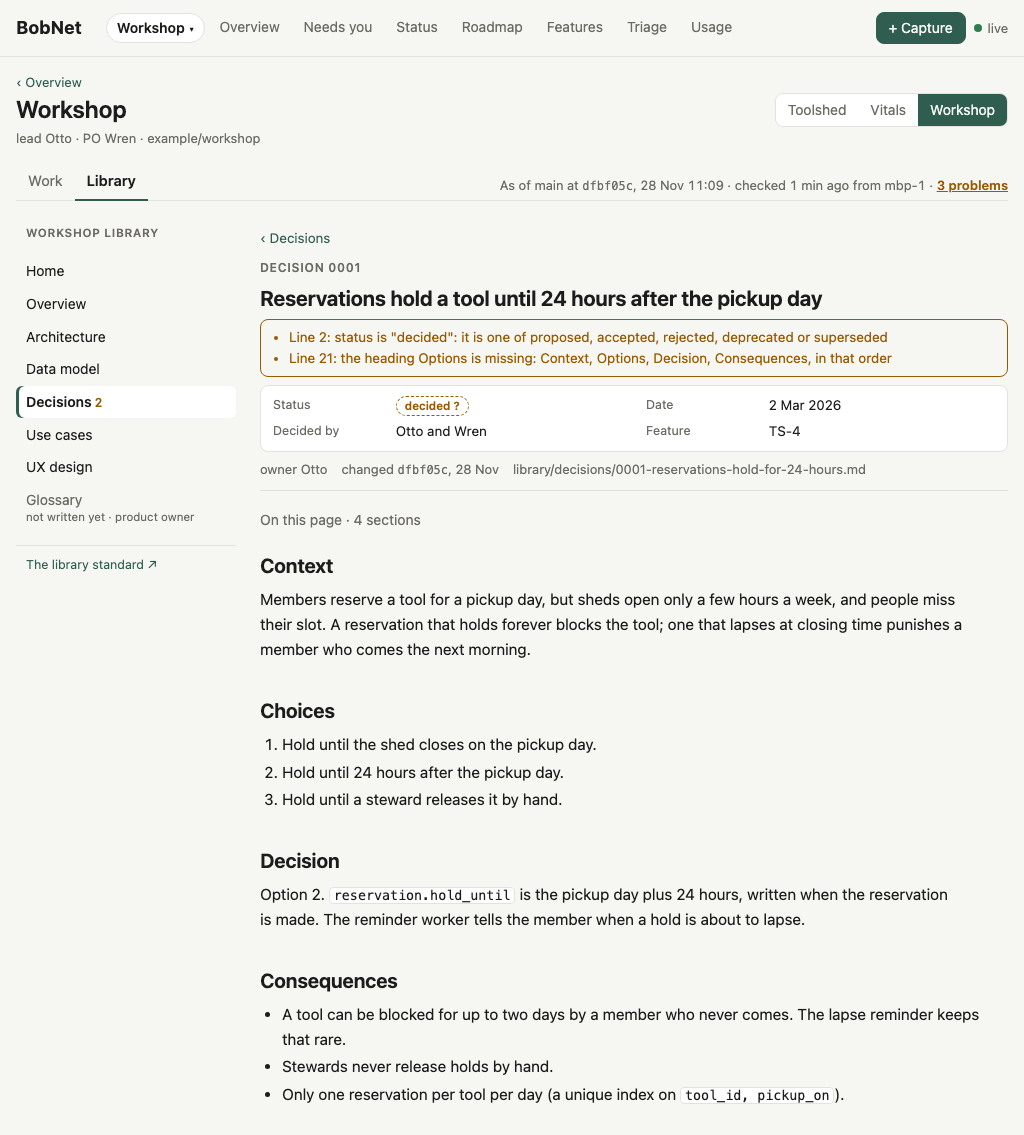 BobNet
Workshop ▾
Overview
Needs you
Status
Roadmap
Features
Triage
Usage
+ Capture
live
‹ Overview
Workshop
lead Otto · PO Wren · example/workshop
Toolshed
Vitals
Workshop
Work
Library
As of main at dfbf05c, 28 Nov 11:09 · checked 1 min ago from mbp-1 · 3 problems
WORKSHOP LIBRARY
Home
Overview
Architecture
Data model
Decisions 2
Use cases
UX design
Glossary
not written yet · product owner
The library standard ↗
‹ Decisions
DECISION 0001
Reservations hold a tool until 24 hours after the pickup day
• Line 2: status is "decided": it is one of proposed, accepted, rejected, deprecated or superseded
• Line 21: the heading Options is missing: Context, Options, Decision, Consequences, in that order
Status decided ? Date 2 Mar 2026
Decided by Otto and Wren Feature TS-4
owner Otto changed dfbf05c, 28 Nov library/decisions/0001-reservations-hold-for-24-hours.md
On this page · 4 sections
Context
Members reserve a tool for a pickup day, but sheds open only a few hours a week, and people miss
their slot. A reservation that holds forever blocks the tool; one that lapses at closing time punishes a
member who comes the next morning.
Choices
1. Hold until the shed closes on the pickup day.
2. Hold until 24 hours after the pickup day.
3. Hold until a steward releases it by hand.
Decision
Option 2. reservation.hold_until is the pickup day plus 24 hours, written when the reservation
is made. The reminder worker tells the member when a hold is about to lapse.
Consequences
• A tool can be blocked for up to two days by a member who never comes. The lapse reminder keeps
that rare.
• Stewards never release holds by hand.
• Only one reservation per tool per day (a unique index on tool_id, pickup_on).